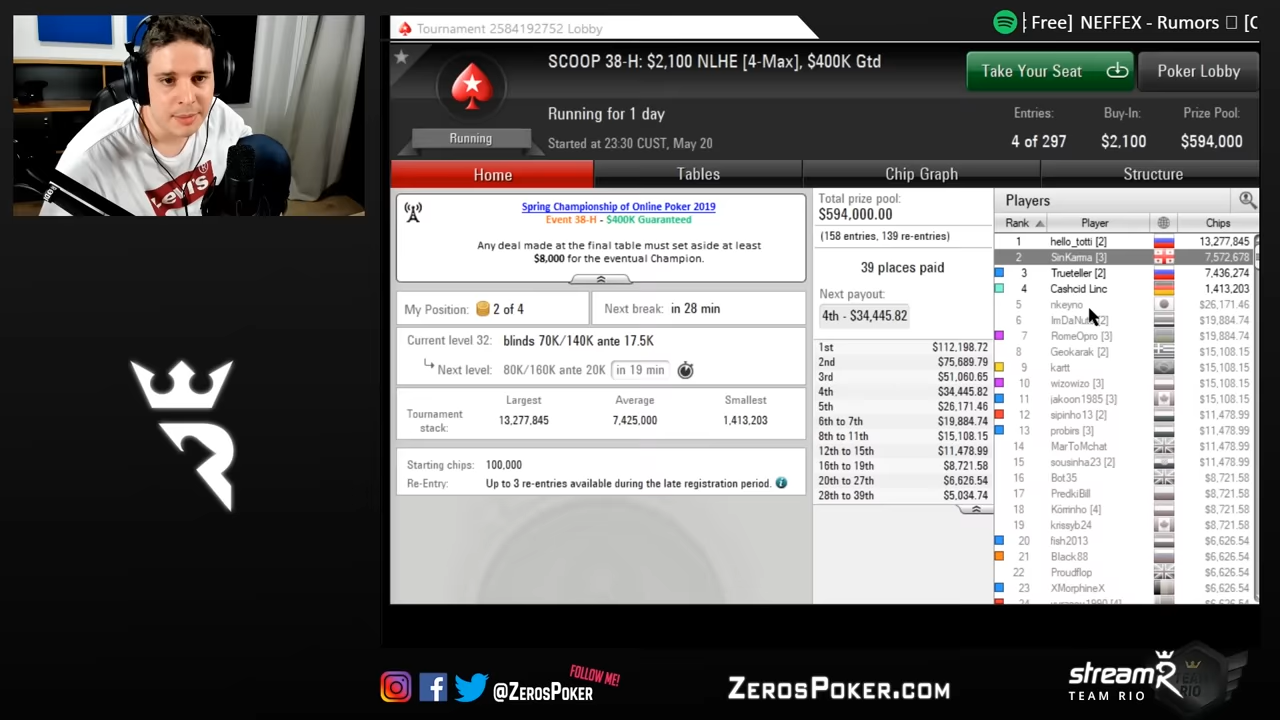 Tournament 2584192752 Lobby
Free] NEFFEX - Rumors
SCOOP 38-H: $2,100 NLHE [4-Max], $400K Gtd
Take Your Seat
Poker Lobby
Running for 1 day
Running
Started at 23:30 CUST, May 20
Entries: Buy-In: Prize Pool:
4 of 297 $2,100 $594,000
Home Tables Chip Graph Structure
Spring Championship of Online Poker 2019
Event 38-H - $400K Guaranteed
Any deal made at the final table must set aside at least
$8,000 for the eventual Champion.
My Position: 2 of 4
Next break: in 28 min
Current level 32: blinds 70K/140K ante 17.5K
Next level: 80K/160K ante 20K in 19 min
Largest Average Smallest
Tournament
stack: 13,277,845 7,425,000 1,413,203
Starting chips: 100,000
Re-Entry: Up to 3 re-entries available during the late registration period.
Total prize pool:
$594,000.00
(158 entries, 139 re-entries)
39 places paid
Next payout:
4th - $34,445.82
1st $112,198.72
2nd $75,689.79
3rd $51,060.65
4th $34,445.82
5th $26,171.46
6th to 7th $19,884.74
8th to 11th $15,108.15
12th to 15th $11,478.99
16th to 19th $8,721.58
20th to 27th $6,626.54
28th to 39th $5,034.74
Players
Rank Player Chips
1 hello_totti [2] 13,277,845
2 SinKarma [3] 7,572,678
3 Trueteller [2] 7,436,274
4 Cashcid Linc 1,413,203
5 nkeyno $26,171.46
6 $19,884.74
7 RomeOpro [3] $19,884.74
8 Geokarak [2] $15,108.15
9 kartt $15,108.15
10 wizowizo [3] $15,108.15
11 jakoon1985 [3] $15,108.15
12 sipinho13 [2] $11,478.99
13 probirs [3] $11,478.99
14 MarToMchat $11,478.99
15 sousinha23 [2] $11,478.99
16 Bot35 $8,721.58
17 PredkiBill $8,721.58
18 Kömnho [4] $8,721.58
19 krissyb24 $8,721.58
20 fish2013 $6,626.54
21 Black88 $6,626.54
22 Proudflop $6,626.54
23 XMorphineX $6,626.54
Levi's
R
FOLLOW ME!
@ZerosPoker
ZerosPoker.com
streamR
TEAM RIO